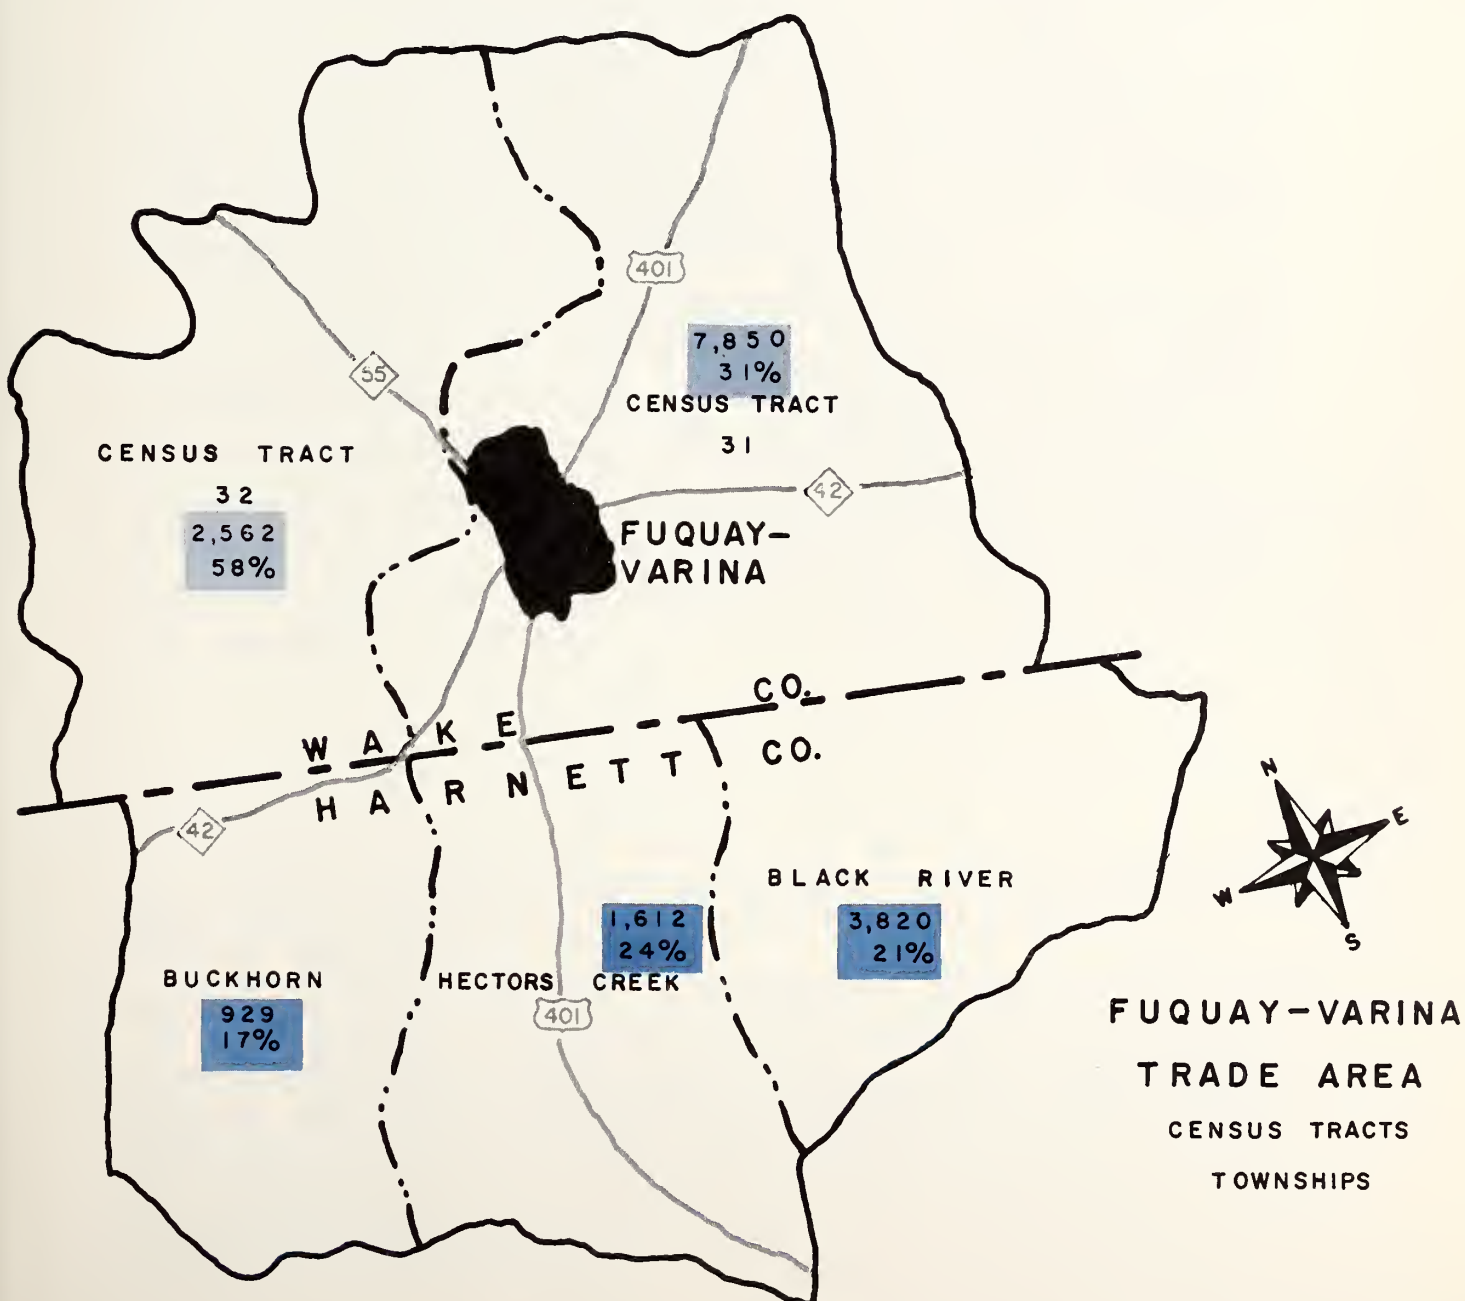 401
7,850
31%
55
CENSUS TRACT
31
CENSUS TRACT
32
42
2,562
58%
FUQUAY-
VARINA
WAKE CO.
HARNETT CO.
42
N
E
W
S
BLACK RIVER
3,820
21%
1,612
24%
HECTORS CREEK
BUCKHORN
929
17%
401
FUQUAY-VARINA
TRADE AREA
CENSUS TRACTS
TOWNSHIPS